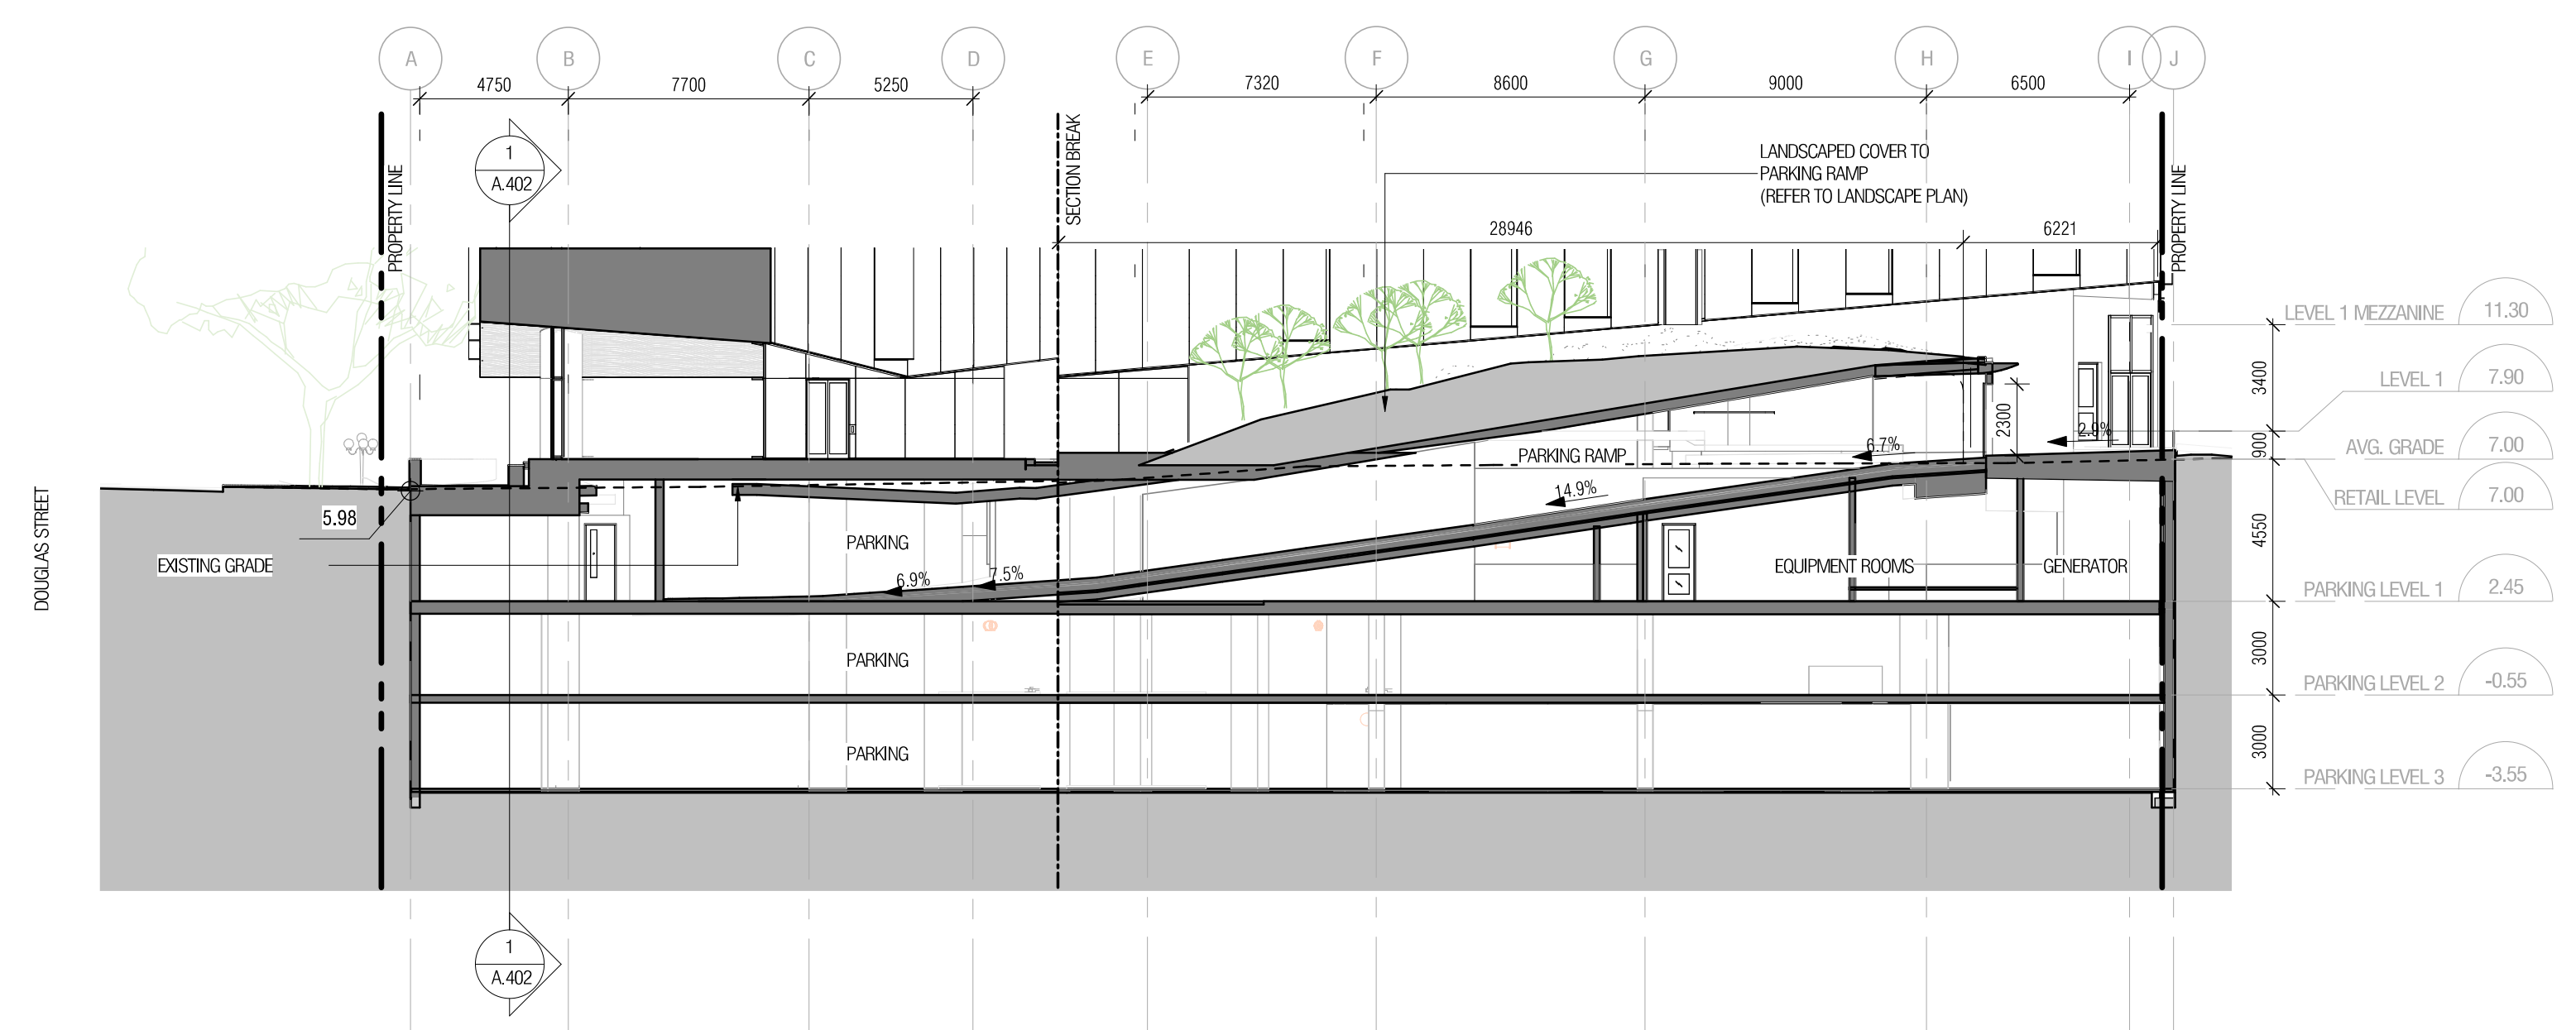 A B C D E F G H I J
4750 7700 5250 7320 8600 9000 6500
PROPERTY LINE
1
A.402
SECTION BREAK
LANDSCAPED COVER TO
PARKING RAMP
(REFER TO LANDSCAPE PLAN)
PROPERTY LINE
28946 6221
LEVEL 1 MEZZANINE 11.30
3400
LEVEL 1 7.90
2300
2.9%
900
AVG. GRADE 7.00
6.7%
PARKING RAMP
RETAIL LEVEL 7.00
14.9%
5.98
DOUGLAS STREET
EXISTING GRADE
PARKING
4550
EQUIPMENT ROOMS
GENERATOR
6.9%
7.5%
PARKING LEVEL 1 2.45
PARKING
3000
PARKING LEVEL 2 -0.55
PARKING
3000
PARKING LEVEL 3 -3.55
1
A.402